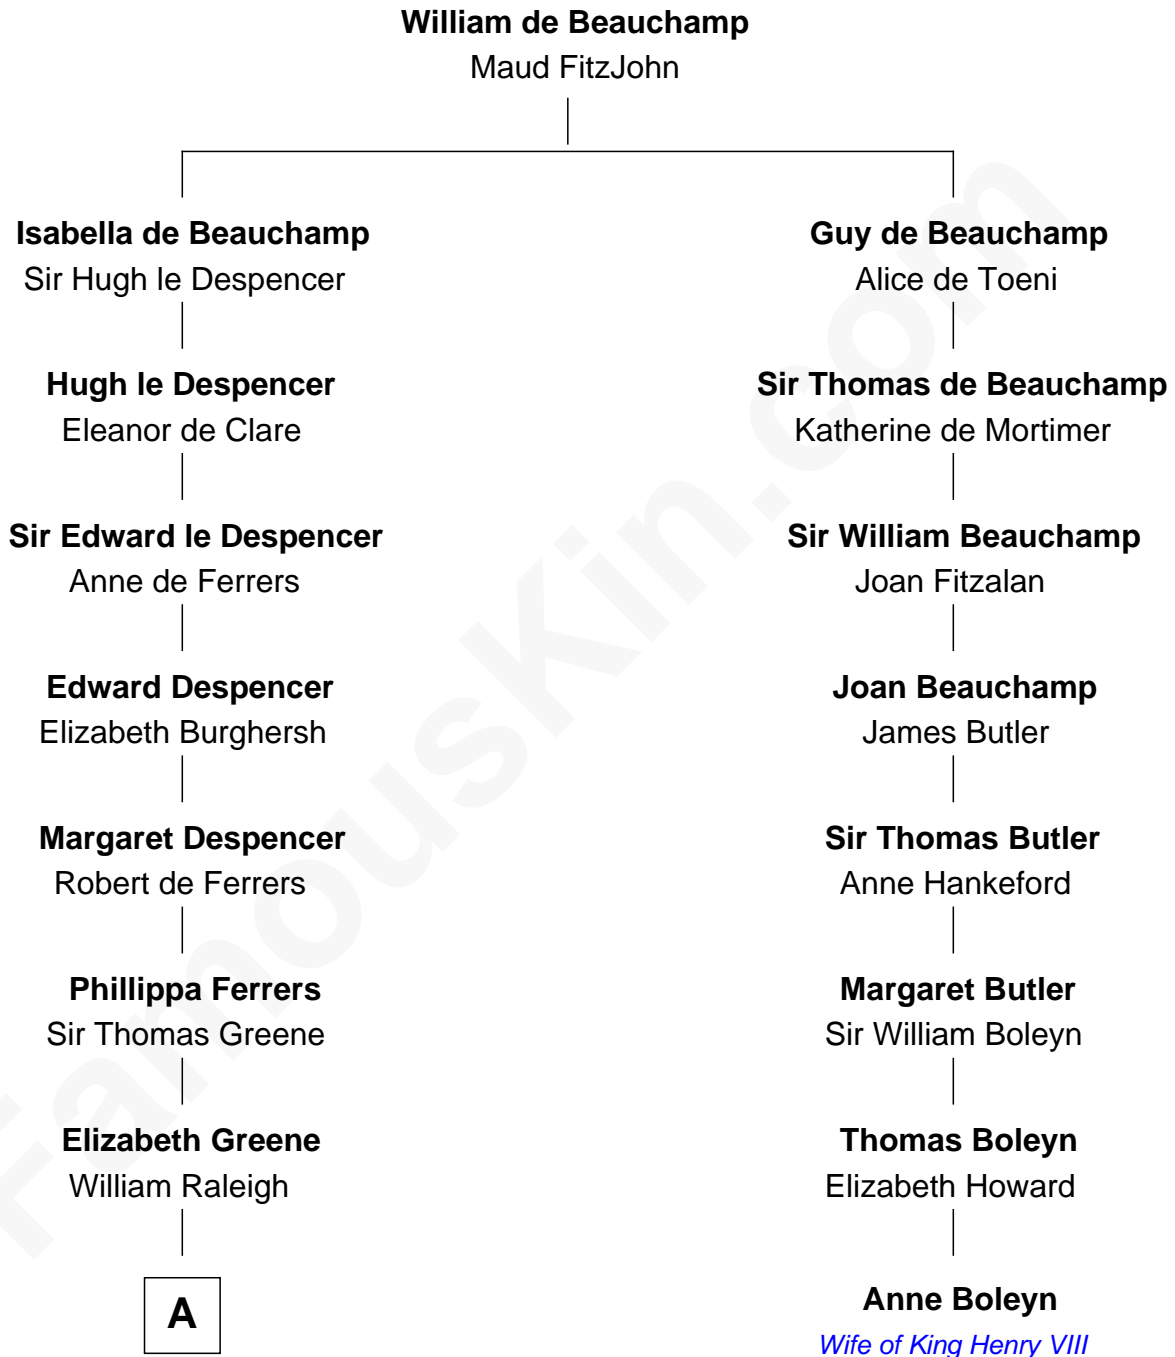 William de Beauchamp
Maud FitzJohn
Isabella de Beauchamp
Sir Hugh le Despencer
Hugh le Despencer
Eleanor de Clare
Sir Edward le Despencer
Anne de Ferrers
Edward Despencer
Elizabeth Burghersh
Margaret Despencer
Robert de Ferrers
Phillippa Ferrers
Sir Thomas Greene
Elizabeth Greene
William Raleigh
A
Guy de Beauchamp
Alice de Toeni
Sir Thomas de Beauchamp
Katherine de Mortimer
Sir William Beauchamp
Joan Fitzalan
Joan Beauchamp
James Butler
Sir Thomas Butler
Anne Hankeford
Margaret Butler
Sir William Boleyn
Thomas Boleyn
Elizabeth Howard
Anne Boleyn
Wife of King Henry VIII
FamousKin.com